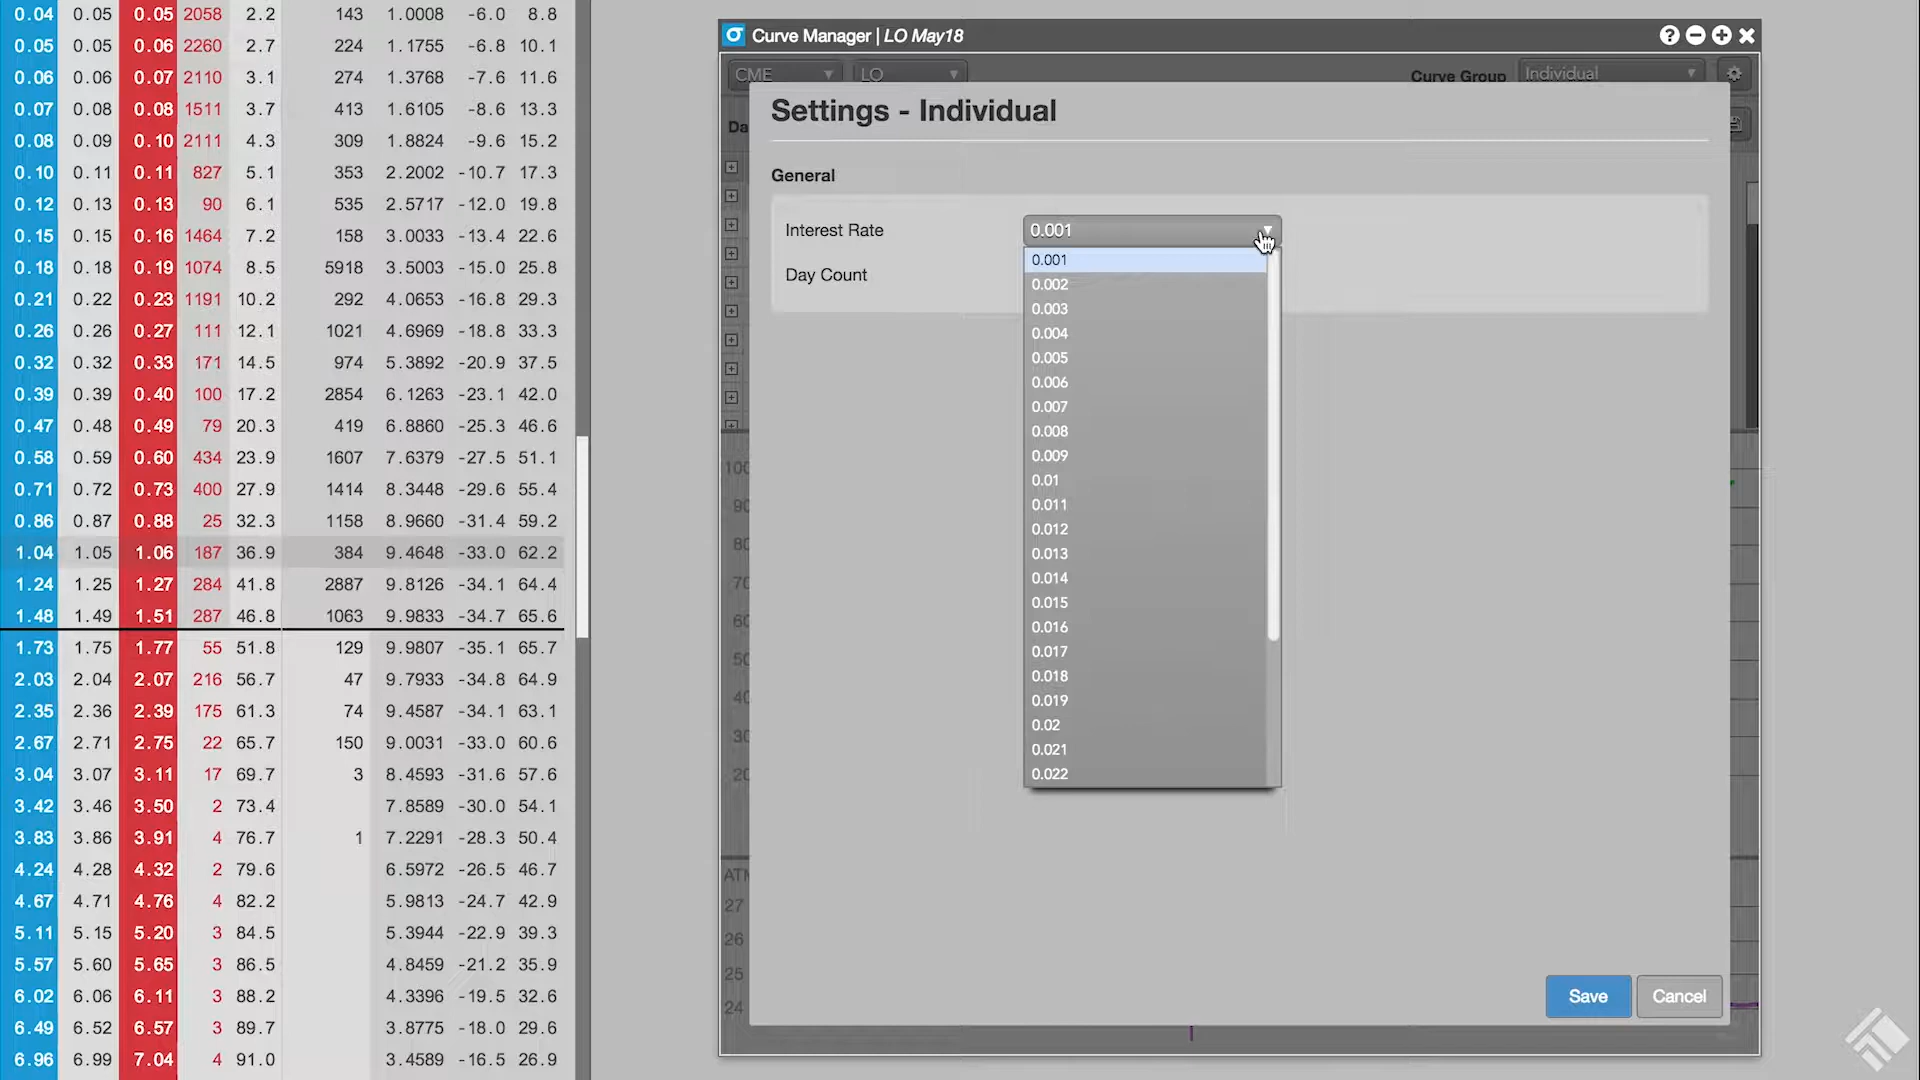 0.04 0.05 0.05 2058 2.2 143 1.0008 -6.0 8.8
0.05 0.05 0.06 2260 2.7 224 1.1755 -6.8 10.1
0.06 0.06 0.07 2110 3.1 274 1.3768 -7.6 11.6
0.07 0.08 0.08 1511 3.7 413 1.6105 -8.6 13.3
0.08 0.09 0.10 2111 4.3 309 1.8824 -9.6 15.2
0.10 0.11 0.11 827 5.1 353 2.2002 -10.7 17.3
0.12 0.13 0.13 90 6.1 535 2.5717 -12.0 19.8
0.15 0.15 0.16 1464 7.2 158 3.0033 -13.4 22.6
0.18 0.18 0.19 1074 8.5 5918 3.5003 -15.0 25.8
0.21 0.22 0.23 1191 10.2 292 4.0653 -16.8 29.3
0.26 0.26 0.27 111 12.1 1021 4.6969 -18.8 33.3
0.32 0.32 0.33 171 14.5 974 5.3892 -20.9 37.5
0.39 0.39 0.40 100 17.2 2854 6.1263 -23.1 42.0
0.47 0.48 0.49 79 20.3 419 6.8860 -25.3 46.6
0.58 0.59 0.60 434 23.9 1607 7.6379 -27.5 51.1
0.71 0.72 0.73 400 27.9 1414 8.3448 -29.6 55.4
0.86 0.87 0.88 25 32.3 1158 8.9660 -31.4 59.2
1.04 1.05 1.06 187 36.9 384 9.4648 -33.0 62.2
1.24 1.25 1.27 284 41.8 2887 9.8126 -34.1 64.4
1.48 1.49 1.51 287 46.8 1063 9.9833 -34.7 65.6
1.73 1.75 1.77 55 51.8 129 9.9807 -35.1 65.7
2.03 2.04 2.07 216 56.7 47 9.7933 -34.8 64.9
2.35 2.36 2.39 175 61.3 74 9.4587 -34.1 63.1
2.67 2.71 2.75 22 65.7 150 9.0031 -33.0 60.6
3.04 3.07 3.11 17 69.7 3 8.4593 -31.6 57.6
3.42 3.46 3.50 2 73.4 7.8589 -30.0 54.1
3.83 3.86 3.91 4 76.7 1 7.2291 -28.3 50.4
4.24 4.28 4.32 2 79.6 6.5972 -26.5 46.7
4.67 4.71 4.76 4 82.2 5.9813 -24.7 42.9
5.11 5.15 5.20 3 84.5 5.3944 -22.9 39.3
5.57 5.60 5.65 3 86.5 4.8459 -21.2 35.9
6.02 6.06 6.11 3 88.2 4.3396 -19.5 32.6
6.49 6.52 6.57 3 89.7 3.8775 -18.0 29.6
6.96 6.99 7.04 4 91.0 3.4589 -16.5 26.9
Curve Manager | LO May18
CME LO Curve Group Individual
Da
Settings - Individual
General
Interest Rate 0.001
Day Count
0.001
0.002
0.003
0.004
0.005
0.006
0.007
0.008
0.009
0.01
0.011
0.012
0.013
0.014
0.015
0.016
0.017
0.018
0.019
0.02
0.021
0.022
100
90
80
70
60
50
40
30
20
ATM
27
26
25
24
Save Cancel